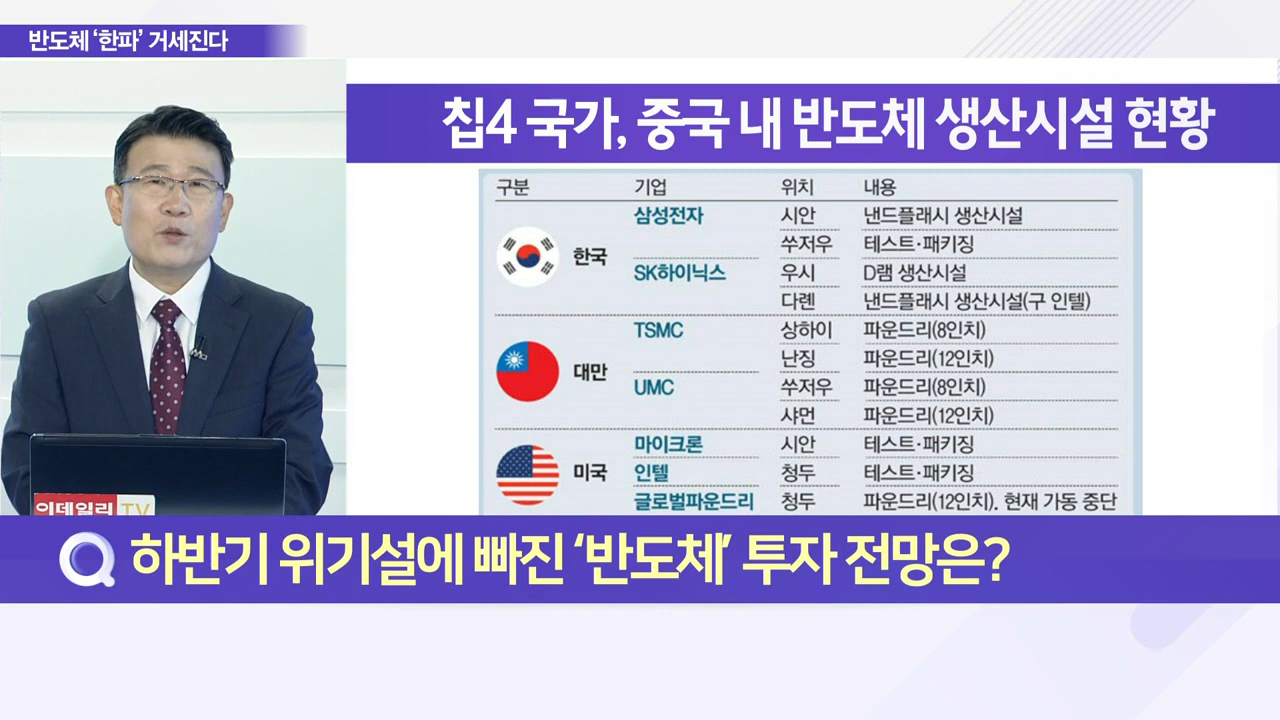 반도체 ‘한파’ 거세진다
칩4 국가, 중국 내 반도체 생산시설 현황
구분 기업 위치 내용
한국 삼성전자 시안 낸드플래시 생산시설
쑤저우 테스트·패키징
SK하이닉스 우시 D램 생산시설
다롄 낸드플래시 생산시설(구 인텔)
대만 TSMC 상하이 파운드리(8인치)
난징 파운드리(12인치)
UMC 쑤저우 파운드리(8인치)
샤먼 파운드리(12인치)
미국 마이크론 시안 테스트·패키징
인텔 청두 테스트·패키징
글로벌파운드리 청두 파운드리(12인치). 현재 가동 중단
이데일리 TV
하반기 위기설에 빠진 ‘반도체’ 투자 전망은?